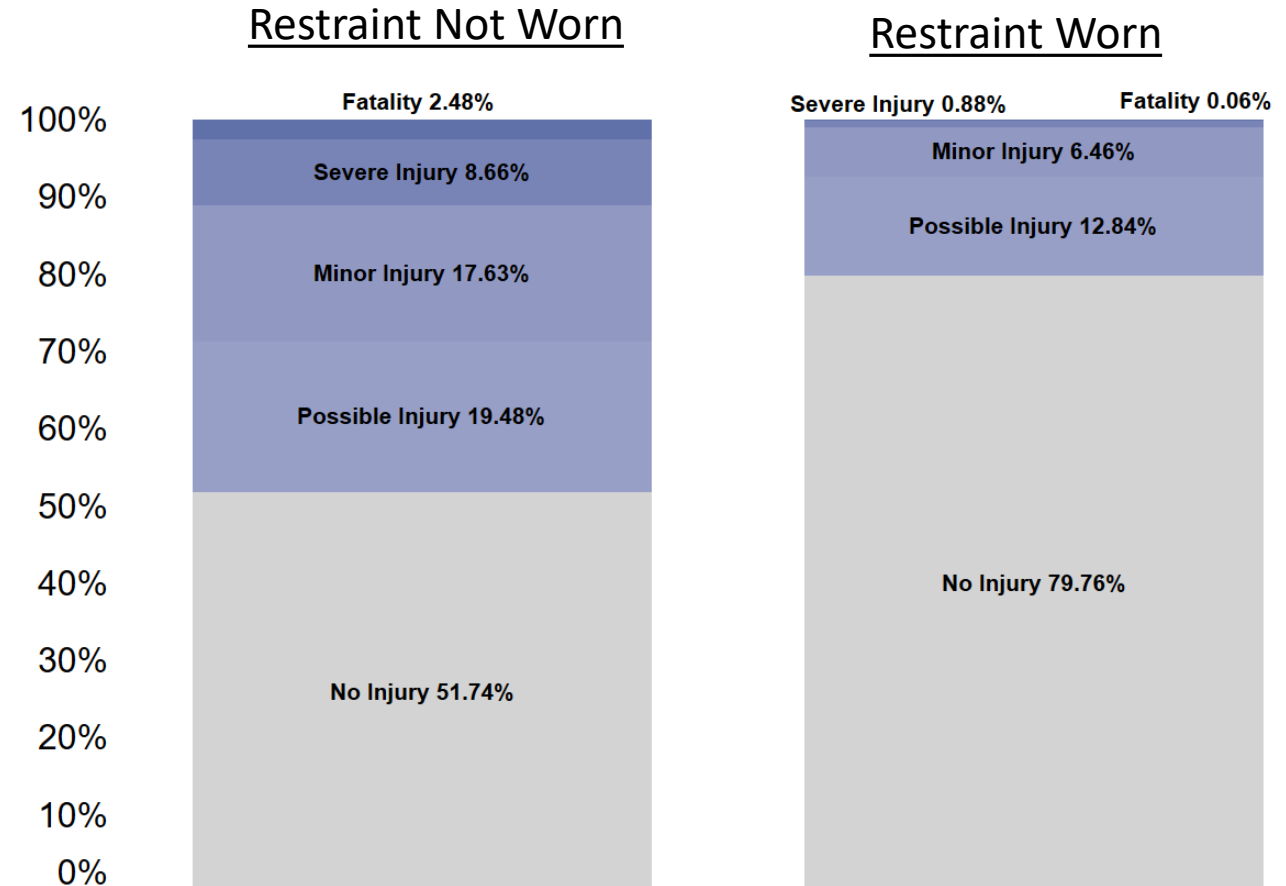 Restraint Not Worn
Restraint Worn
Fatality 2.48%
Severe Injury 0.88%
Fatality 0.06%
100%
90%
80%
70%
60%
50%
40%
30%
20%
10%
0%
Severe Injury 8.66%
Minor Injury 17.63%
Possible Injury 19.48%
No Injury 51.74%
Minor Injury 6.46%
Possible Injury 12.84%
No Injury 79.76%